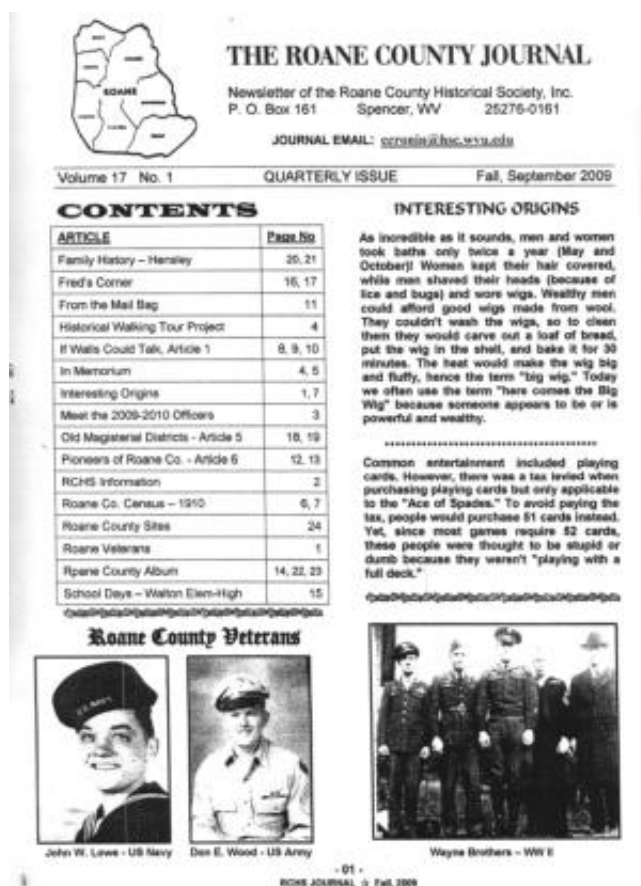 ROANE
THE ROANE COUNTY JOURNAL
Newsletter of the Roane County Historical Society, Inc.
P. O. Box 161 Spencer, WV 25276-0161
JOURNAL EMAIL: ccronin@hsc.wvu.edu
Volume 17 No. 1 QUARTERLY ISSUE Fall, September 2009
CONTENTS
ARTICLE Page No
Family History – Hensley 20, 21
Fred's Corner 16, 17
From the Mail Bag 11
Historical Walking Tour Project 4
If Walls Could Talk, Article 1 8, 9, 10
In Memorium 4, 5
Interesting Origins 1, 7
Meet the 2009-2010 Officers 3
Old Magisterial Districts - Article 5 18, 19
Pioneers of Roane Co. - Article 6 12, 13
RCHS Information 2
Roane Co. Census – 1910 6, 7
Roane County Sites 24
Roane Veterans 1
Rpane County Album 14, 22, 23
School Days – Walton Elem-High 15
INTERESTING ORIGINS
As incredible as it sounds, men and women
took baths only twice a year (May and
October)! Women kept their hair covered,
while men shaved their heads (because of
lice and bugs) and wore wigs. Wealthy men
could afford good wigs made from wool.
They couldn't wash the wigs, so to clean
them they would carve out a loaf of bread,
put the wig in the shell, and bake it for 30
minutes. The heat would make the wig big
and fluffy, hence the term "big wig." Today
we often use the term "here comes the Big
Wig" because someone appears to be or is
powerful and wealthy.
Common entertainment included playing
cards. However, there was a tax levied when
purchasing playing cards but only applicable
to the "Ace of Spades." To avoid paying the
tax, people would purchase 51 cards instead.
Yet, since most games require 52 cards,
these people were thought to be stupid or
dumb because they weren't "playing with a
full deck."
Roane County Veterans
U.S. NAVY
John W. Lowe - US Navy
Don E. Wood - US Army
Wayne Brothers – WW II
- 01 -
RCHS JOURNAL ☆ Fall, 2009